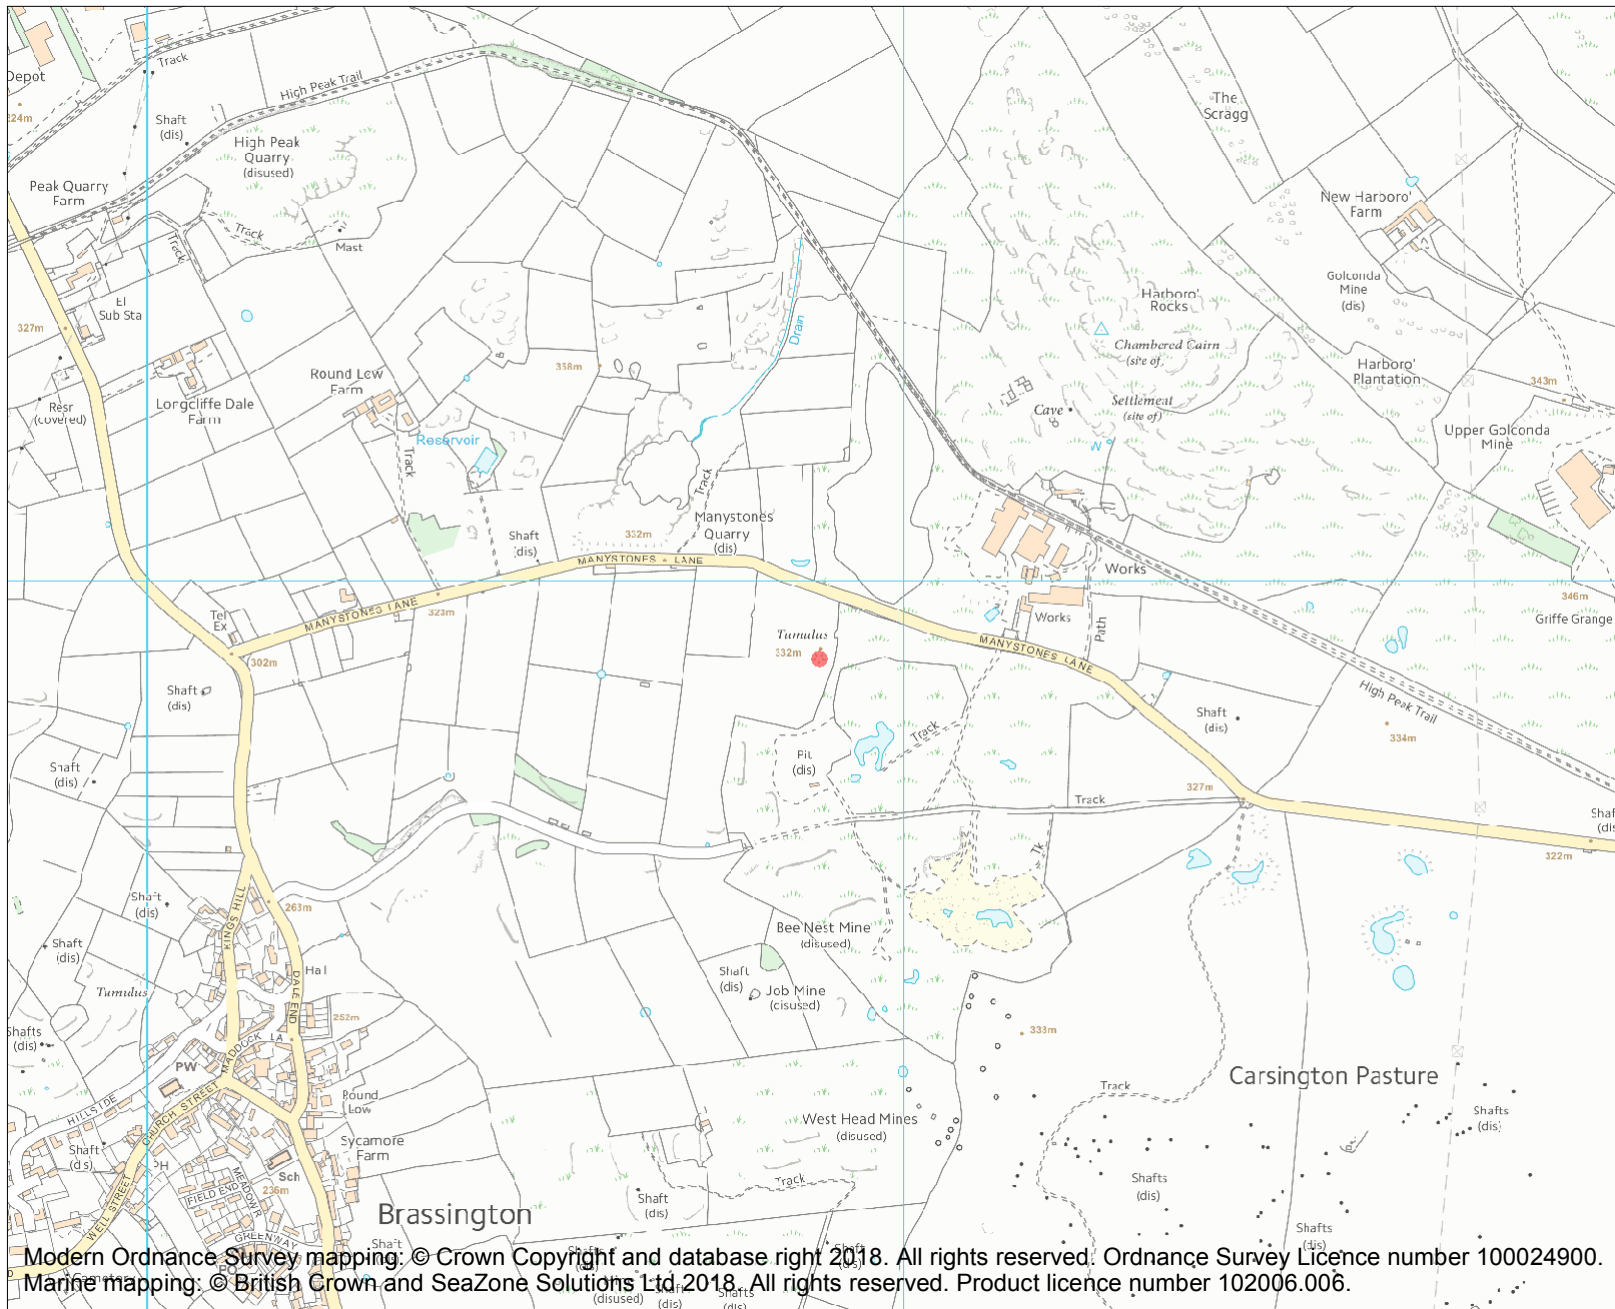 Depot
Track
High Peak Trail
The
Scragg
Shaft
(dis)
High Peak
Quarry
(disused)
Peak Quarry
Farm
New Harboro'
Farm
Track
Track
Mast
Golconda
Mine
(dis)
Harboro'
Rocks
El
Sub Sta
327m
Drain
Chambered Cairn
(site of)
Harboro'
Plantation
Round Low
Farm
343m
Longcliffe Dale
Farm
Resr
(covered)
Cave
Settlement
(site of)
Upper Golconda
Mine
Reservoir
W
Track
Track
Manystones
Quarry
(dis)
Shaft
(dis)
332m
MANYSTONES LANE
Works
Tel
Ex
MANYSTONES LANE
323m
346m
Works
Path
Griffe Grange
Tumulus
332m
MANYSTONES LANE
302m
Shaft
(dis)
High Peak Trail
Shaft
(dis)
334m
Track
Pit
(dis)
Shaft
(dis)
327m
Track
322m
Tk
KINGS HILL
263m
Shaft
(dis)
Bee Nest Mine
(disused)
Shaft
(dis)
Shaft
(dis)
Job Mine
DALE END
Tumulus
252m
333m
Shafts
(dis)
MADDOCK LA
PW
Carsington Pasture
Track
HILLSIDE
CHURCH STREET
West Head Mines
(disused)
Shafts
(dis)
Sycamore
Farm
Shaft
PH
Sch
236m
FIELD END
Track
Shafts
(dis)
Shaft
(dis)
WELL STREET
Brassington
GREENWAY
Shafts
(dis)
Modern Ordnance Survey mapping: © Crown Copyright and database right 2018. All rights reserved. Ordnance Survey Licence number 100024900.
Marine mapping: © British Crown and SeaZone Solutions Ltd 2018. All rights reserved. Product licence number 102006.006.
(disused)
(dis)